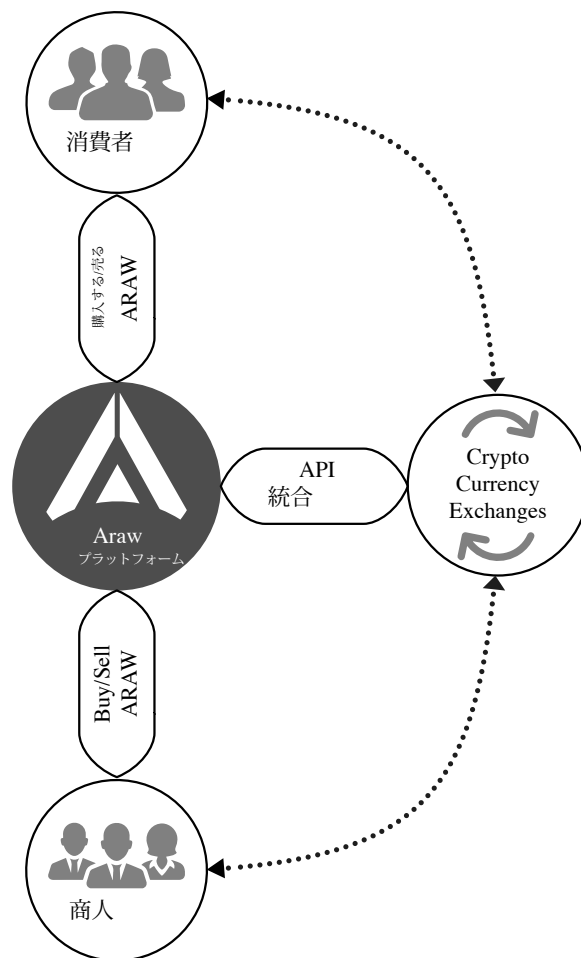 消費者
購入する/売る
ARAW
API
統合
Crypto
Currency
Exchanges
Araw
プラットフォーム
Buy/Sell
ARAW
商人